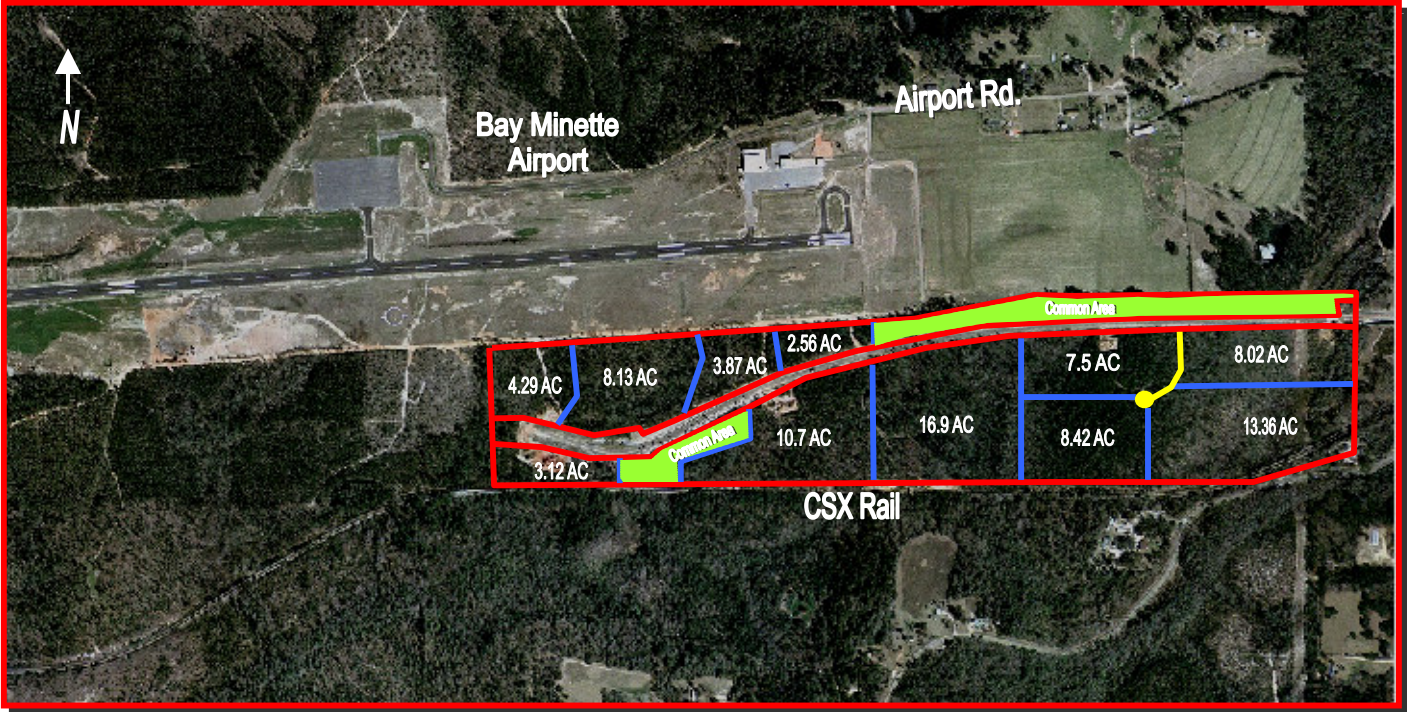 N
Bay Minette
Airport
Airport Rd.
Common Area
4.29 AC
8.13 AC
3.87 AC
2.56 AC
7.5 AC
8.02 AC
3.12 AC
Common Area
10.7 AC
16.9 AC
8.42 AC
13.36 AC
CSX Rail